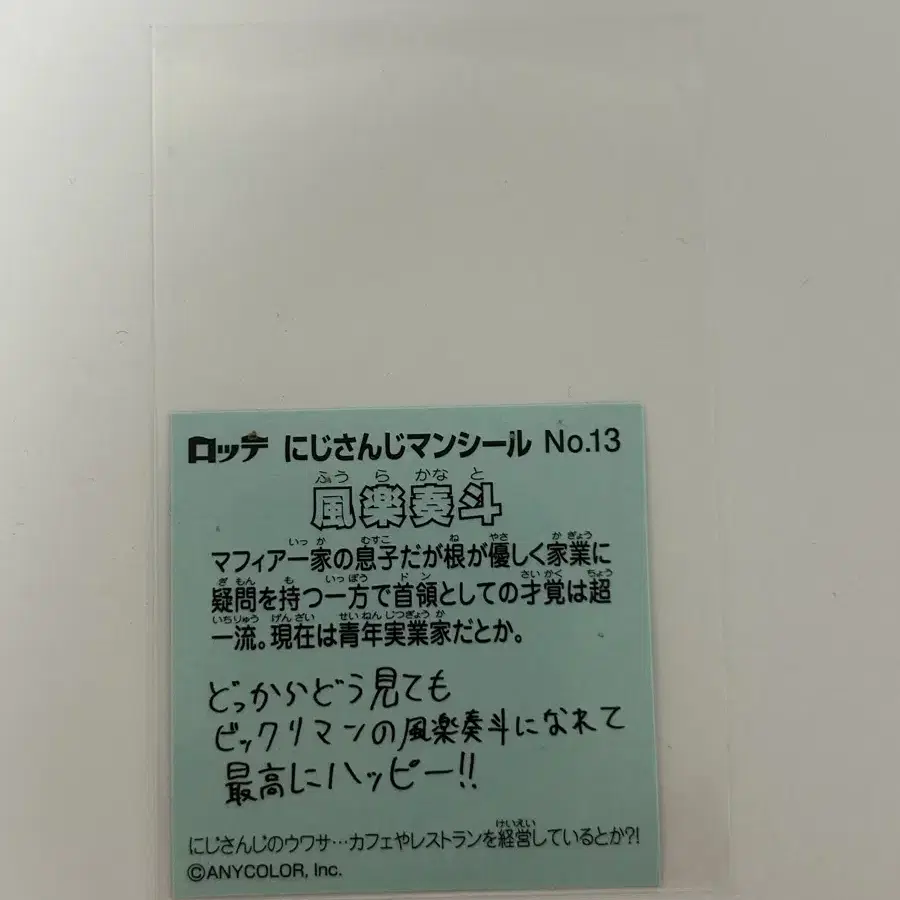 ロッテ にじさんじマンシール No.13
ふうらかなと
風楽奏斗
いっか むすこ ね やさ かぎょう
マフィア一家の息子だが根が優しく家業に
ぎもん も いっぽう ドン さいかく ちょう
疑問を持つ一方で首領としての才覚は超
いちりゅう げんざい せいねんじつぎょうか
一流。現在は青年実業家だとか。
どっからどう見ても
ビックリマンの風楽奏斗になれて
最高にハッピー!!
けいえい
にじさんじのウワサ…カフェやレストランを経営しているとか?!
©ANYCOLOR, Inc.